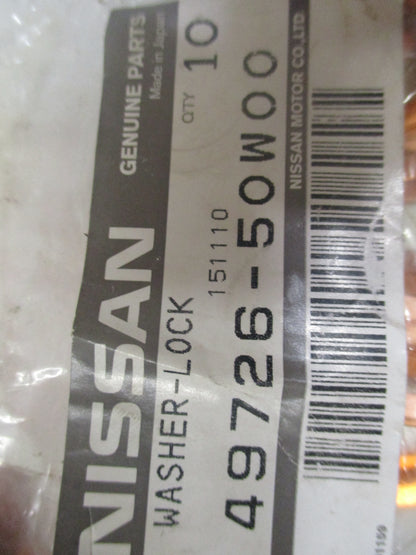 NISSAN GENUINE PARTS
Made in Japan
WASHER-LOCK QTY 10
151110
49726-50W00
NISSAN MOTOR CO.,LTD.